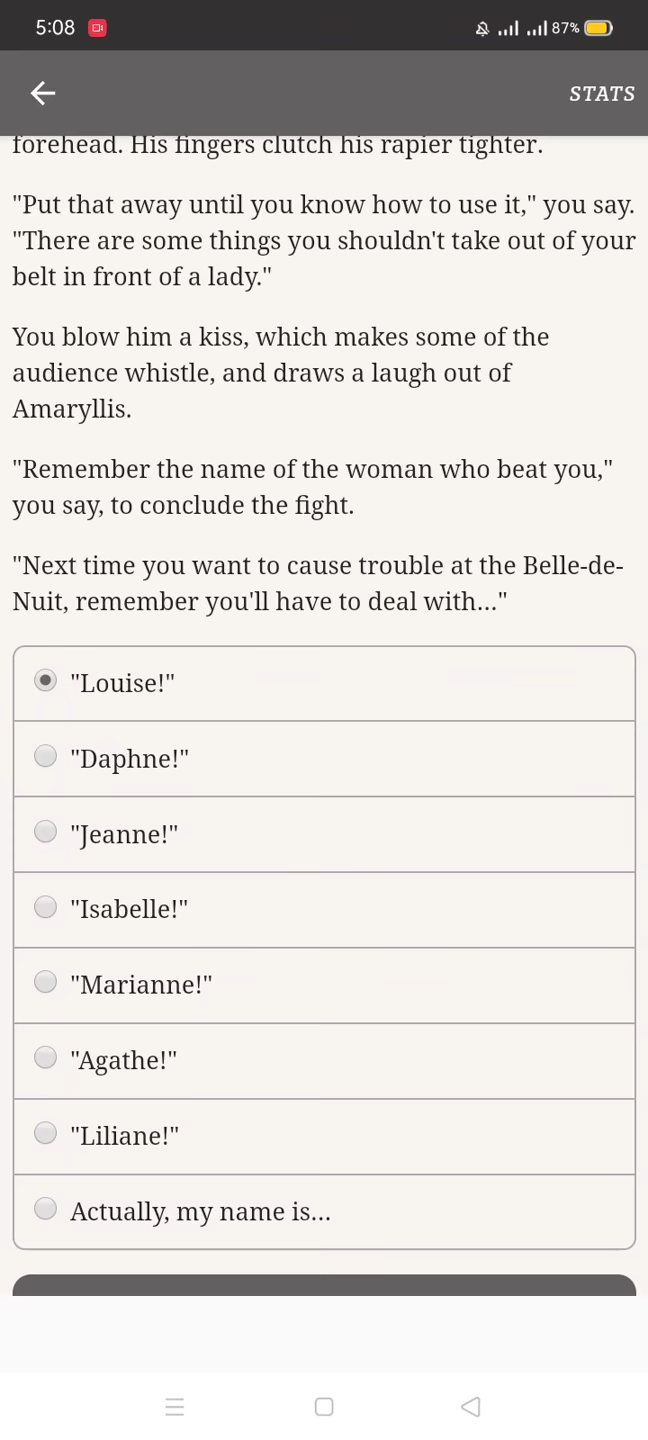 5:08
87%
STATS
forehead. His fingers clutch his rapier tighter.
"Put that away until you know how to use it," you say.
"There are some things you shouldn't take out of your
belt in front of a lady."
You blow him a kiss, which makes some of the
audience whistle, and draws a laugh out of
Amaryllis.
"Remember the name of the woman who beat you,"
you say, to conclude the fight.
"Next time you want to cause trouble at the Belle-de-
Nuit, remember you'll have to deal with..."
"Louise!"
"Daphne!"
"Jeanne!"
"Isabelle!"
"Marianne!"
"Agathe!"
"Liliane!"
Actually, my name is...